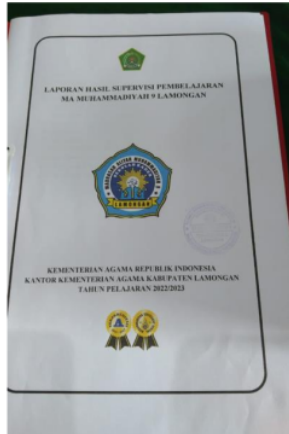 LAPORAN HASIL SUPERVISI PEMBELAJARAN
MA MUHAMMADIYAH 9 LAMONGAN
LAMONGAN
KEMENTERIAN AGAMA REPUBLIK INDONESIA
KANTOR KEMENTERIAN AGAMA KABUPATEN LAMONGAN
TAHUN PELAJARAN 2022/2023